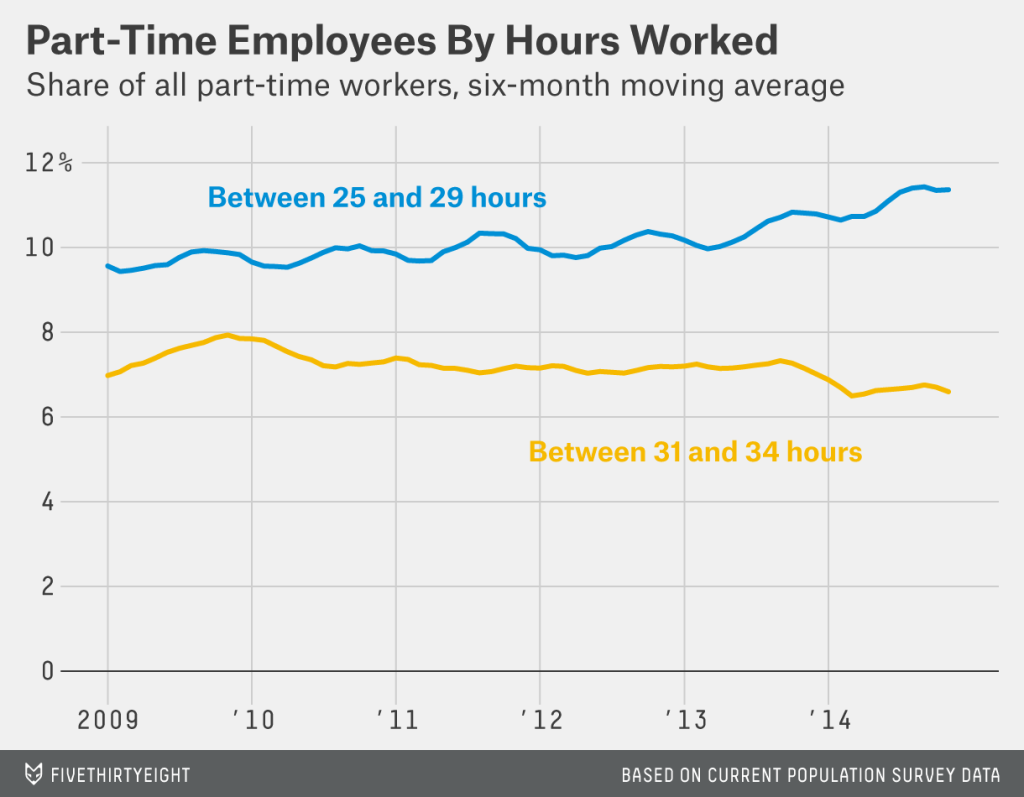 Part-Time Employees By Hours Worked
Share of all part-time workers, six-month moving average
12%
Between 25 and 29 hours
10
8
6
Between 31 and 34 hours
4
2
0
2009 '10 '11 '12 '13 '14
FIVETHIRTYEIGHT BASED ON CURRENT POPULATION SURVEY DATA